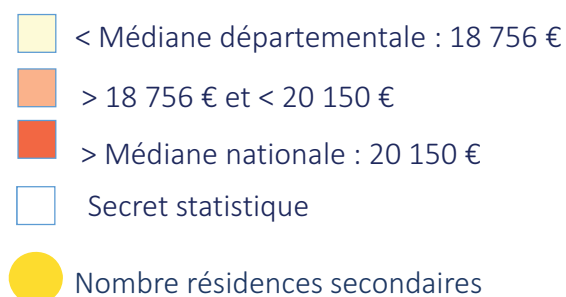 < Médiane départementale : 18 756 €
> 18 756 € et < 20 150 €
> Médiane nationale : 20 150 €
Secret statistique
Nombre résidences secondaires